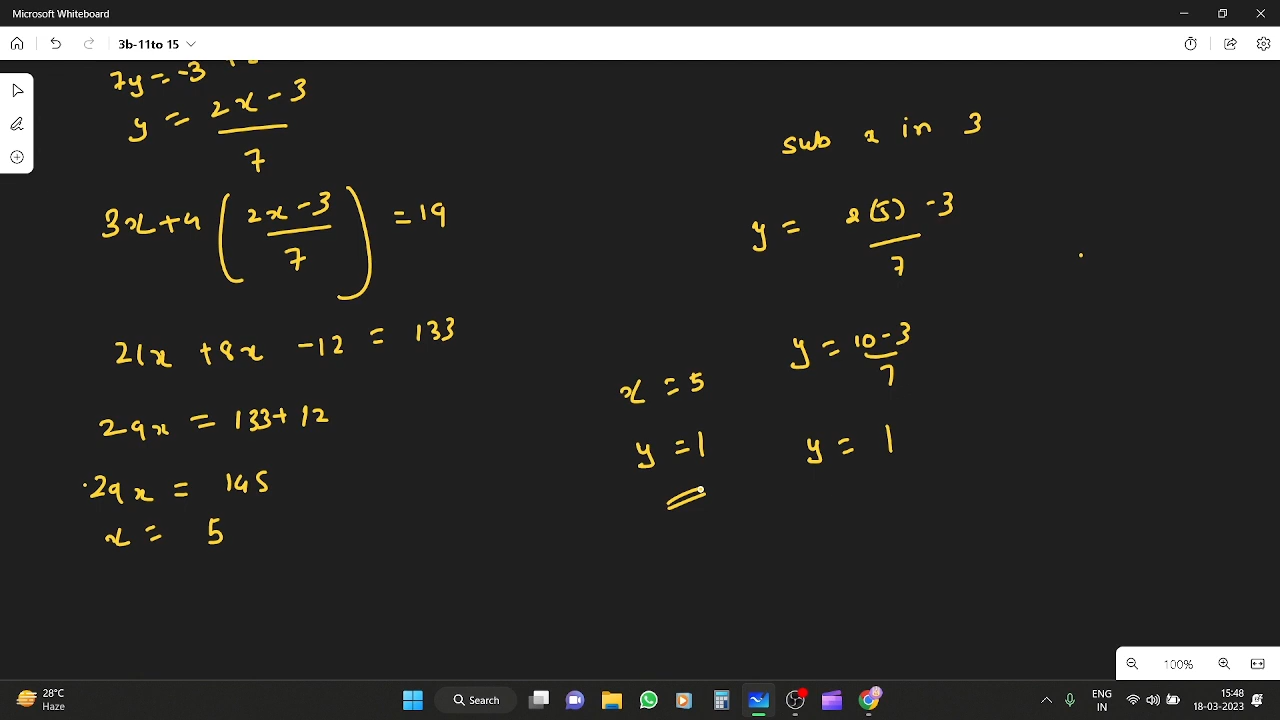 Microsoft Whiteboard
3b-11to 15
7y = -3
y = 2x - 3
7
3x+4 ( 2x - 3 ) = 19
7
21x + 8x - 12 = 133
29x = 133 + 12
29x = 145
x = 5
sub x in 3
y = 2(5) - 3
7
y = 10 - 3
7
x = 5
y = 1
y = 1
100%
28°C
Haze
Search
ENG
IN
15:48
18-03-2023